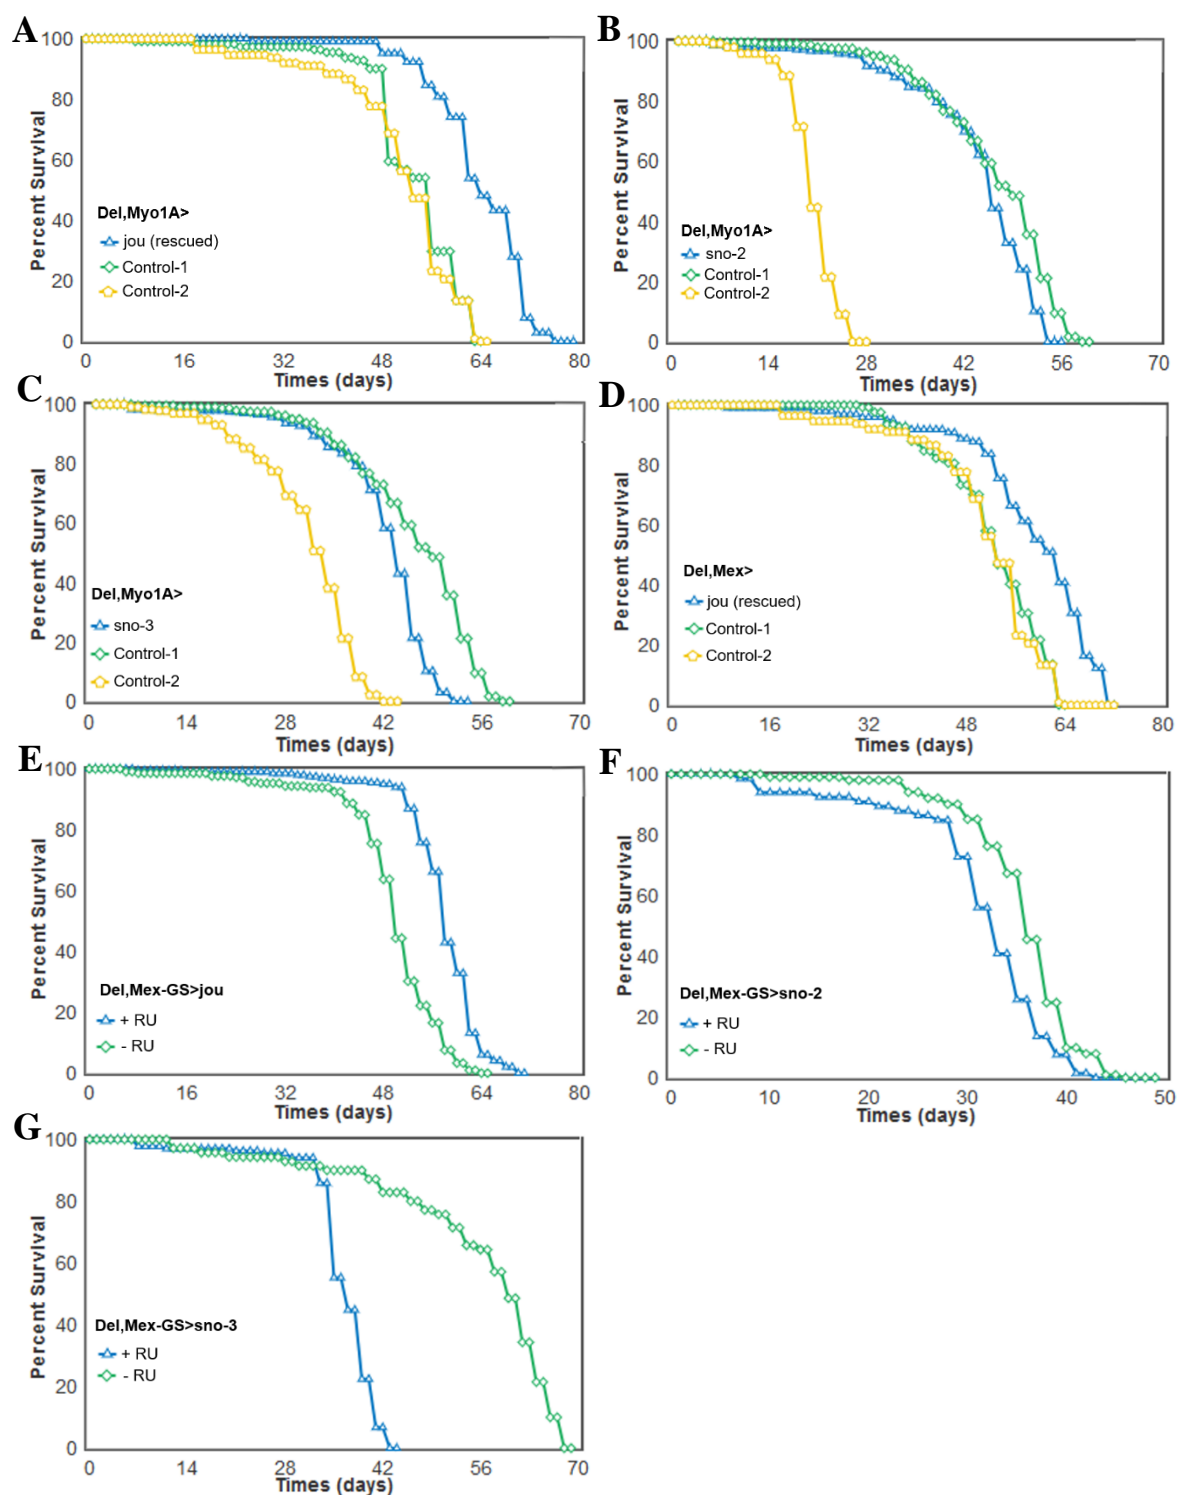 A
Percent Survival
100
80
60
40
20
0
Del,Myo1A>
jou (rescued)
Control-1
Control-2
0 16 32 48 64 80
Times (days)
B
Percent Survival
100
80
60
40
20
0
Del,Myo1A>
sno-2
Control-1
Control-2
0 14 28 42 56 70
Times (days)
C
Percent Survival
100
80
60
40
20
0
Del,Myo1A>
sno-3
Control-1
Control-2
0 14 28 42 56 70
Times (days)
D
Percent Survival
100
80
60
40
20
0
Del,Mex>
jou (rescued)
Control-1
Control-2
0 16 32 48 64 80
Times (days)
E
Percent Survival
100
80
60
40
20
0
Del,Mex-GS>jou
+ RU
- RU
0 16 32 48 64 80
Times (days)
F
Percent Survival
100
80
60
40
20
0
Del,Mex-GS>sno-2
+ RU
- RU
0 10 20 30 40 50
Times (days)
G
Percent Survival
100
80
60
40
20
0
Del,Mex-GS>sno-3
+ RU
- RU
0 14 28 42 56 70
Times (days)